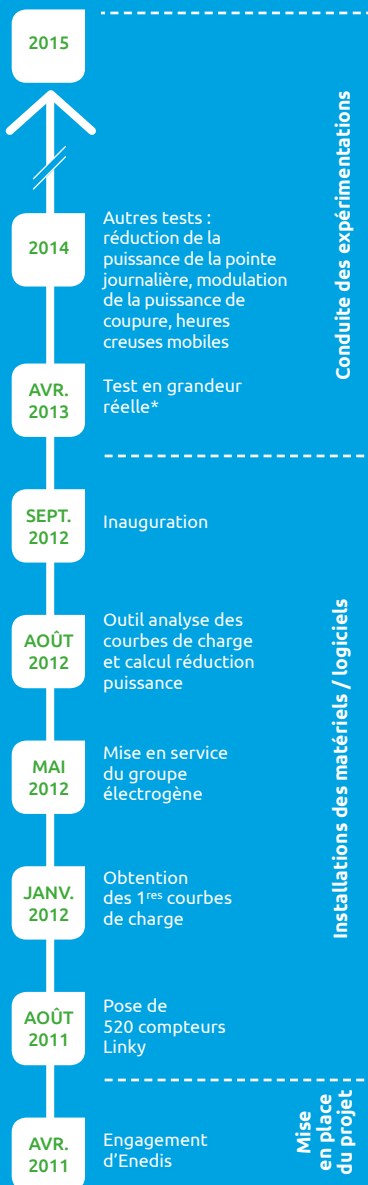 2015
2014
Autres tests :
réduction de la
puissance de la pointe
journalière, modulation
de la puissance de
coupure, heures
creuses mobiles
AVR.
2013
Test en grandeur
réelle*
Conduite des expérimentations
SEPT.
2012
Inauguration
AOÛT
2012
Outil analyse des
courbes de charge
et calcul réduction
puissance
MAI
2012
Mise en service
du groupe
électrogène
JANV.
2012
Obtention
des 1res courbes
de charge
AOÛT
2011
Pose de
520 compteurs
Linky
Installations des matériels / logiciels
AVR.
2011
Engagement
d'Enedis
Mise
en place
du projet